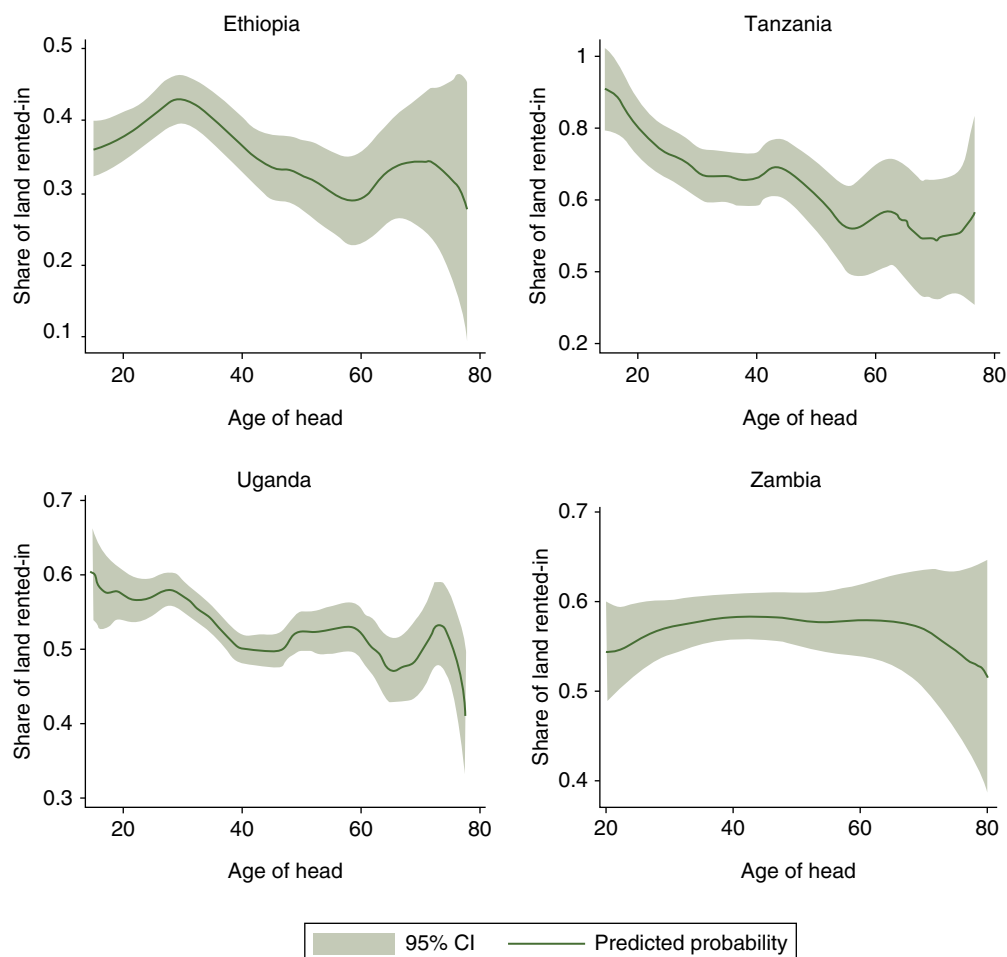 Ethiopia
0.5
0.4
0.3
0.2
0.1
Share of land rented-in
20 40 60 80
Age of head
Tanzania
1
0.8
0.6
0.5
0.2
Share of land rented-in
20 40 60 80
Age of head
Uganda
0.7
0.6
0.5
0.4
0.3
Share of land rented-in
20 40 60 80
Age of head
Zambia
0.7
0.6
0.5
0.4
Share of land rented-in
20 40 60 80
Age of head
95% CI Predicted probability